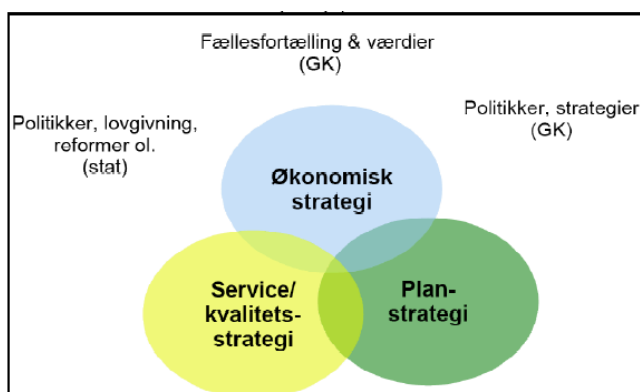 Fællesfortælling & værdier
(GK)
Politikker, lovgivning,
reformer ol.
(stat)
Politikker, strategier
(GK)
Økonomisk
strategi
Service/
kvalitets-
strategi
Plan-
strategi